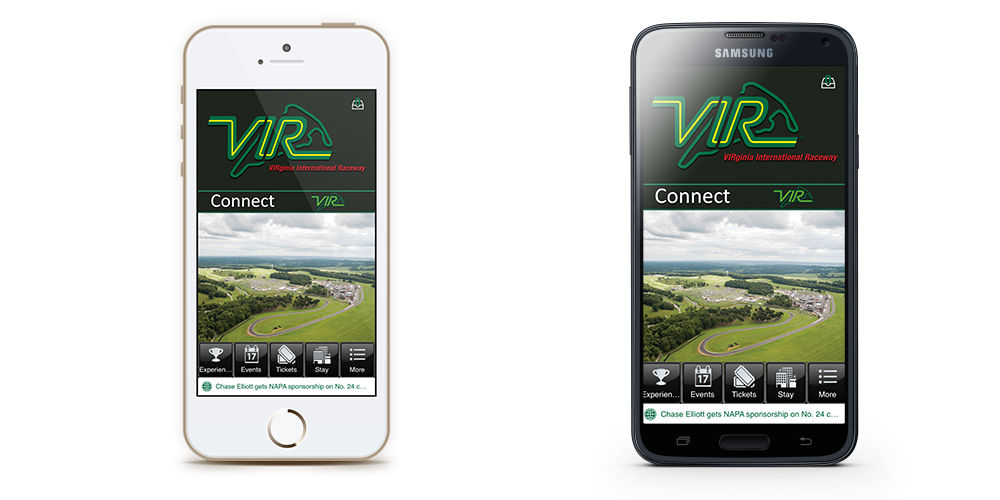 VIR
VIRginia International Raceway
Connect
VIR
Experien...
17
Events
Tickets
Stay
More
Chase Elliott gets NAPA sponsorship on No. 24 c...
SAMSUNG
VIR
VIRginia International Raceway
Connect
VIR
Experien...
17
Events
Tickets
Stay
More
Chase Elliott gets NAPA sponsorship on No. 24 c...